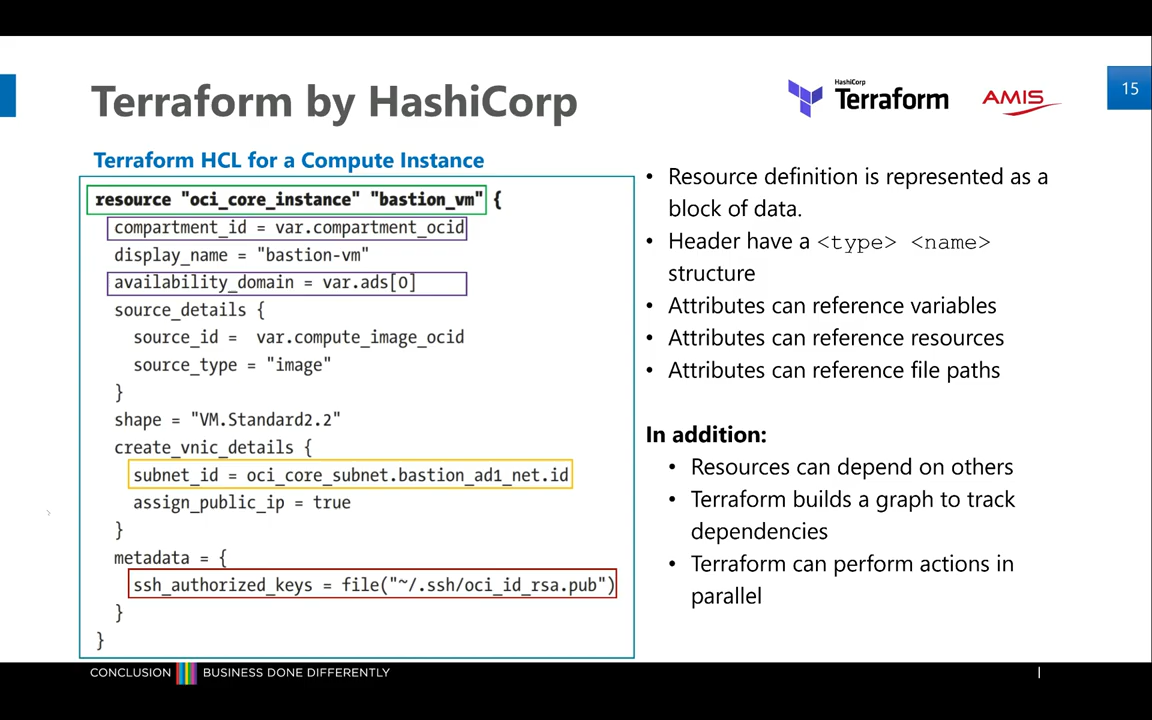 Terraform by HashiCorp
HashiCorp
Terraform
AMIS
15
Terraform HCL for a Compute Instance
resource "oci_core_instance" "bastion_vm" {
compartment_id = var.compartment_ocid
display_name = "bastion-vm"
availability_domain = var.ads[0]
source_details {
source_id = var.compute_image_ocid
source_type = "image"
}
shape = "VM.Standard2.2"
create_vnic_details {
subnet_id = oci_core_subnet.bastion_ad1_net.id
assign_public_ip = true
}
metadata = {
ssh_authorized_keys = file("~/.ssh/oci_id_rsa.pub")
}
}
• Resource definition is represented as a
block of data.
• Header have a <type> <name>
structure
• Attributes can reference variables
• Attributes can reference resources
• Attributes can reference file paths
In addition:
• Resources can depend on others
• Terraform builds a graph to track
dependencies
• Terraform can perform actions in
parallel
CONCLUSION BUSINESS DONE DIFFERENTLY
|